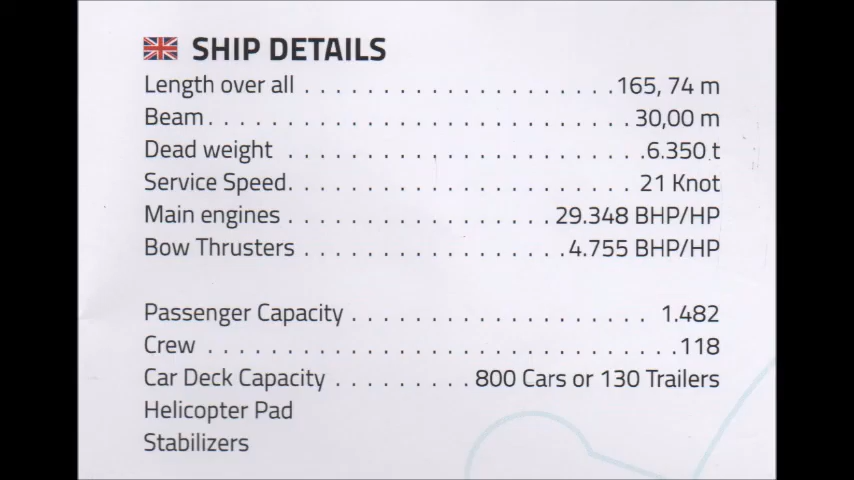 SHIP DETAILS
Length over all . . . . . . . . . . . . . . . . . . . . . 165, 74 m
Beam. . . . . . . . . . . . . . . . . . . . . . . . . . . . 30,00 m
Dead weight . . . . . . . . . . . . . . . . . . . . . . .6.350 t
Service Speed. . . . . . . . . . . . . . . . . . . . . . 21 Knot
Main engines . . . . . . . . . . . . . . . . . 29.348 BHP/HP
Bow Thrusters . . . . . . . . . . . . . . . . .4.755 BHP/HP
Passenger Capacity . . . . . . . . . . . . . . . . . . . 1.482
Crew . . . . . . . . . . . . . . . . . . . . . . . . . . . . . .118
Car Deck Capacity . . . . . . . . 800 Cars or 130 Trailers
Helicopter Pad
Stabilizers